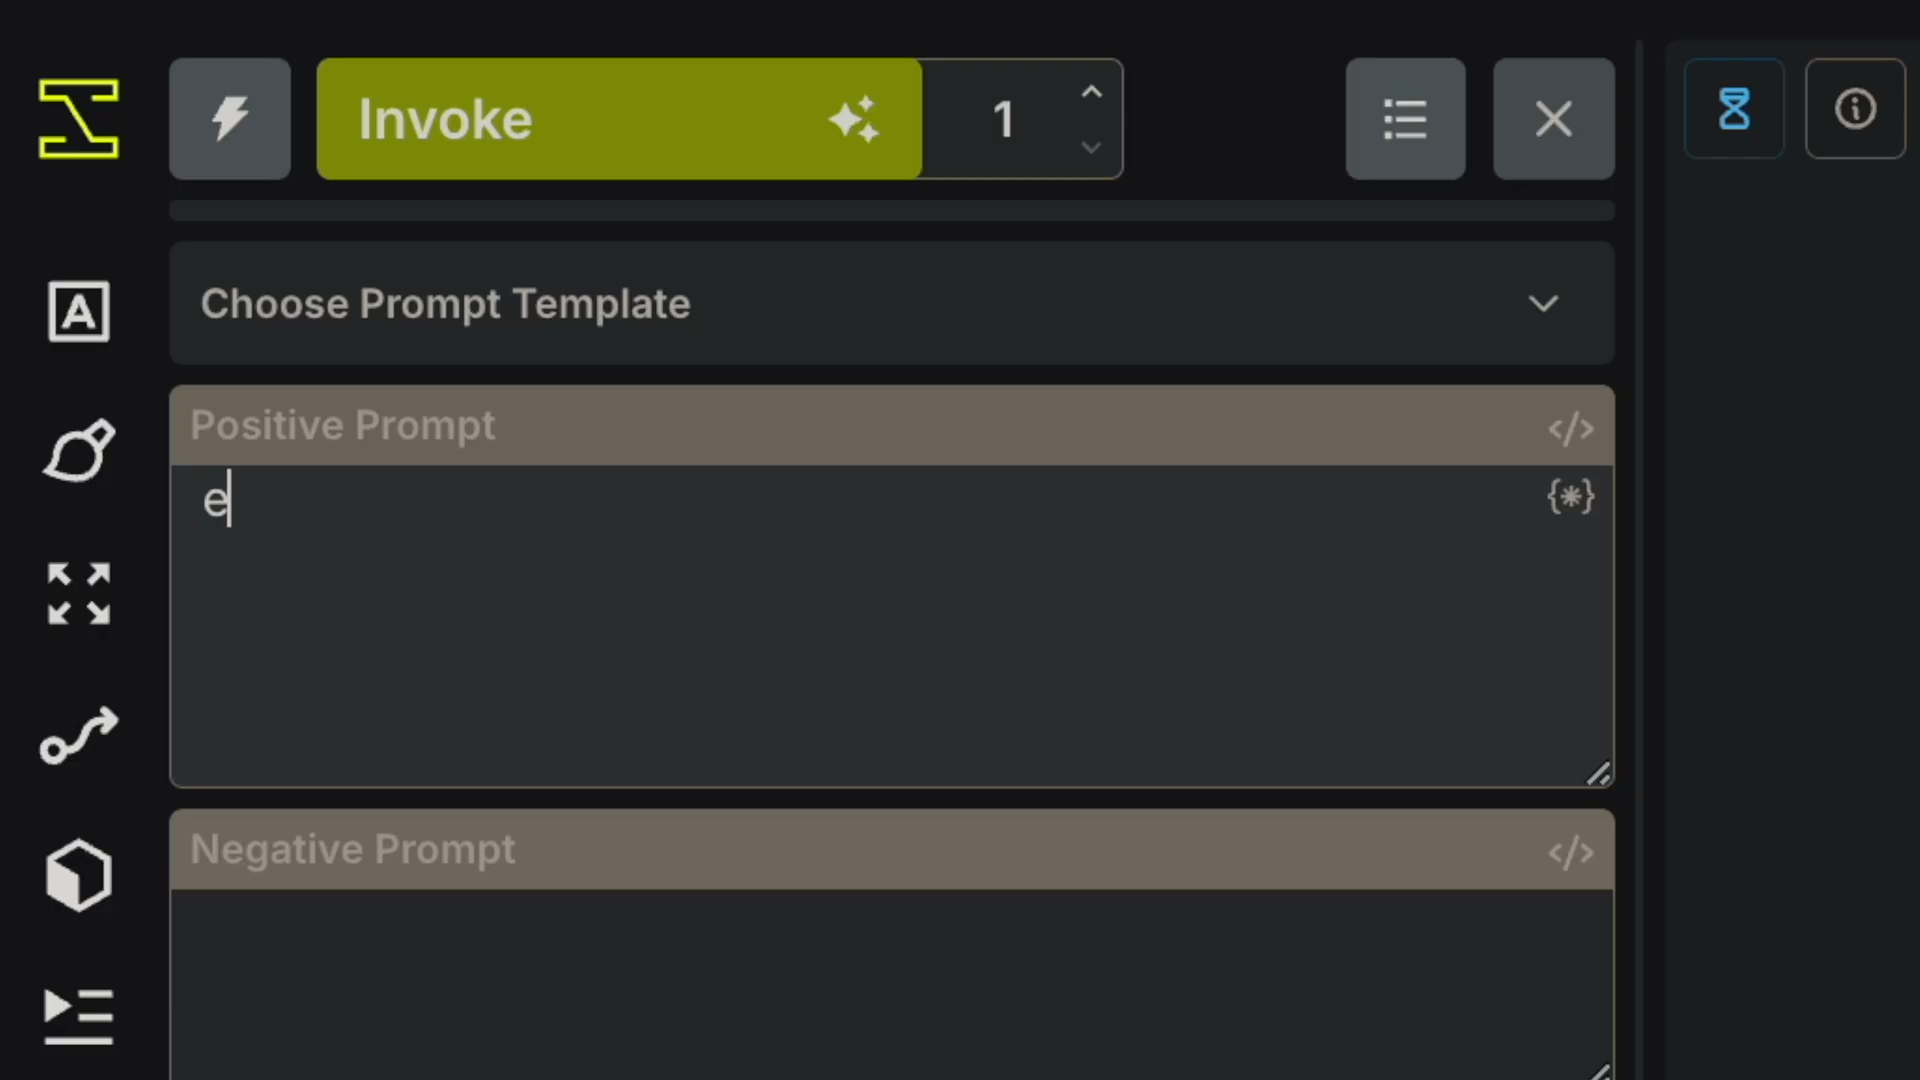 Invoke
1
Choose Prompt Template
Positive Prompt
</>
e
{*}
Negative Prompt
</>